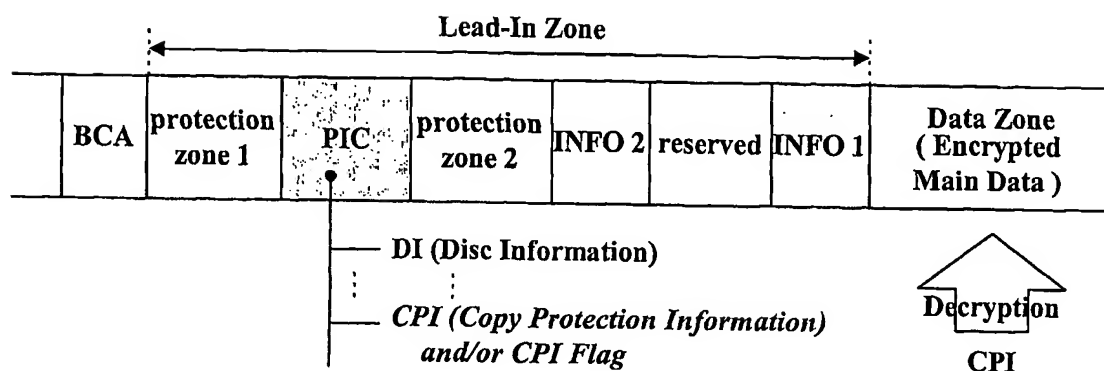 Lead-In Zone
BCA
protection
zone 1
PIC
protection
zone 2
INFO 2
reserved
INFO 1
Data Zone
( Encrypted
Main Data )
DI (Disc Information)
CPI (Copy Protection Information)
and/or CPI Flag
Decryption
CPI